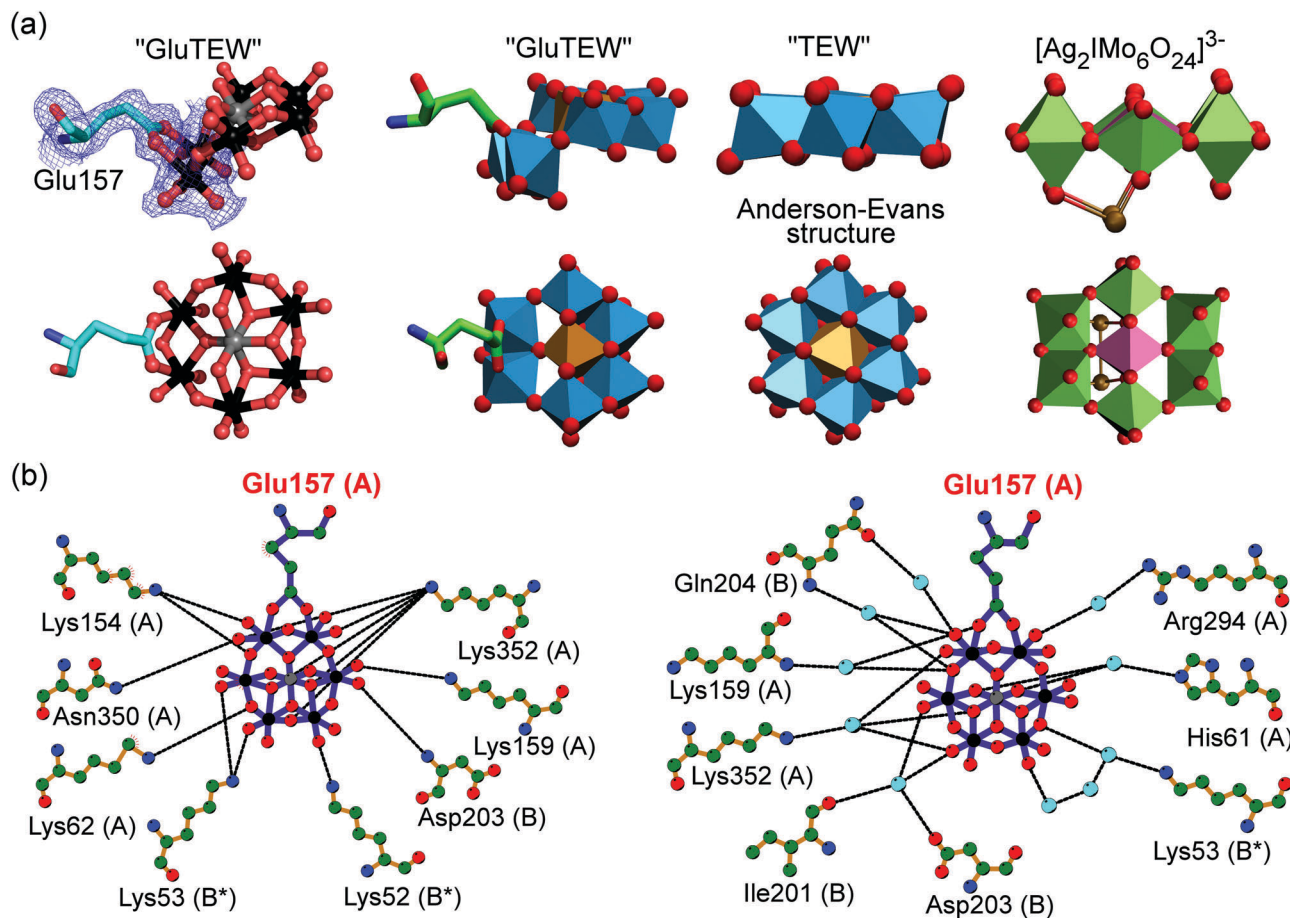 (a)
"GluTEW"
"GluTEW"
"TEW"
[Ag₂IMo₆O₂₄]³⁻
Glu157
Anderson-Evans
structure
(b)
Glu157 (A)
Lys154 (A)
Lys352 (A)
Asn350 (A)
Lys159 (A)
Lys62 (A)
Asp203 (B)
Lys53 (B*)
Lys52 (B*)
Glu157 (A)
Gln204 (B)
Arg294 (A)
Lys159 (A)
His61 (A)
Lys352 (A)
Lys53 (B*)
Ile201 (B)
Asp203 (B)